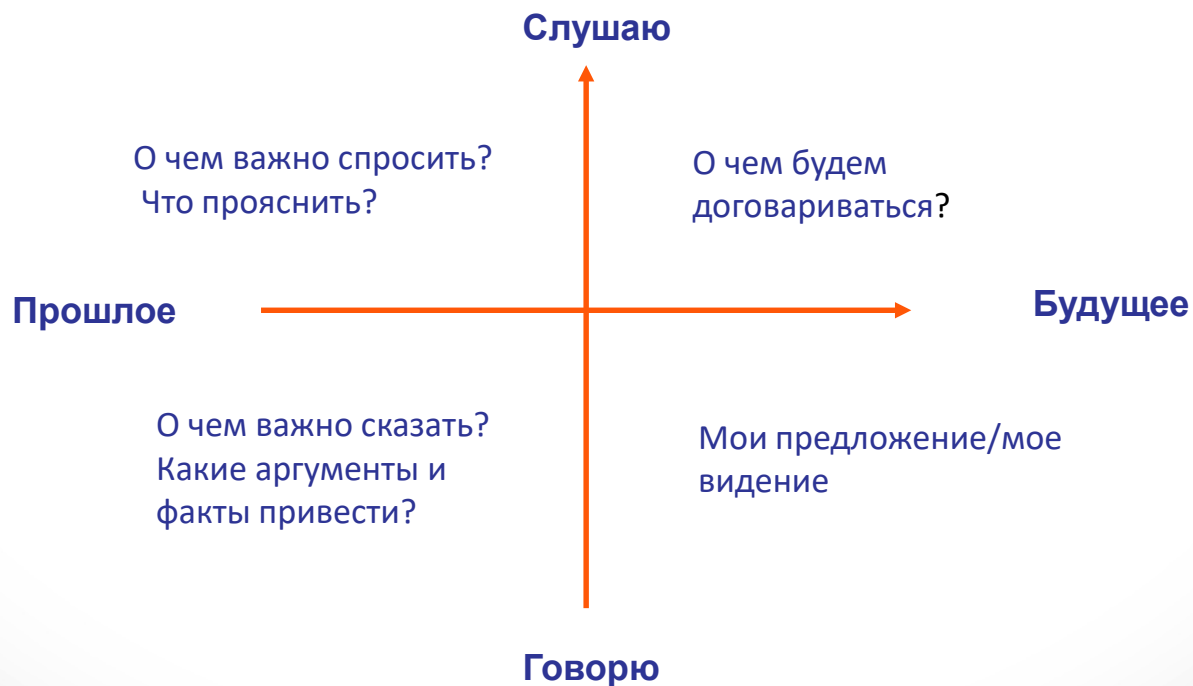 Слушаю
О чем важно спросить?
Что прояснить?
О чем будем
договариваться?
Прошлое
Будущее
О чем важно сказать?
Какие аргументы и
факты привести?
Мои предложение/мое
видение
Говорю